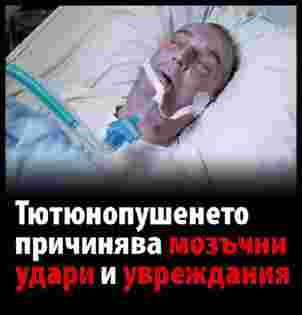 Тютюнопушенето
причинява мозъчни
удари и увреждания